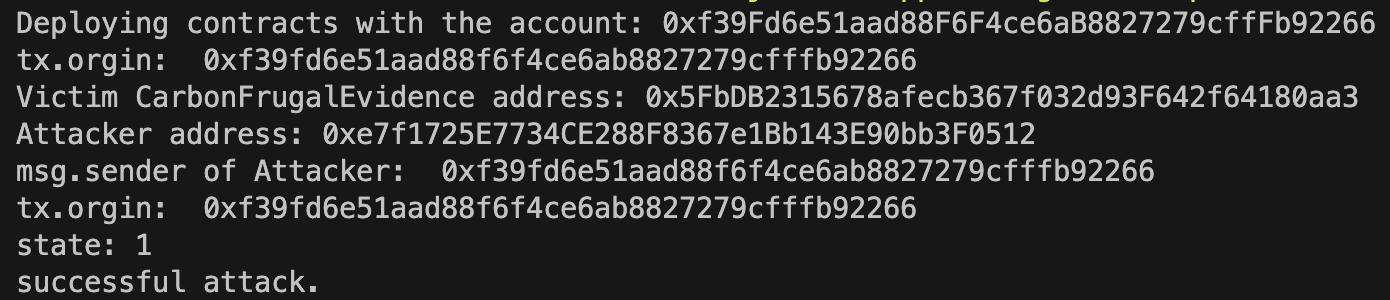 Deploying contracts with the account: 0xf39Fd6e51aad88F6F4ce6aB8827279cffFb92266
tx.orgin:  0xf39fd6e51aad88f6f4ce6ab8827279cfffb92266
Victim CarbonFrugalEvidence address: 0x5FbDB2315678afecb367f032d93F642f64180aa3
Attacker address: 0xe7f1725E7734CE288F8367e1Bb143E90bb3F0512
msg.sender of Attacker:  0xf39fd6e51aad88f6f4ce6ab8827279cfffb92266
tx.orgin:  0xf39fd6e51aad88f6f4ce6ab8827279cfffb92266
state: 1
successful attack.